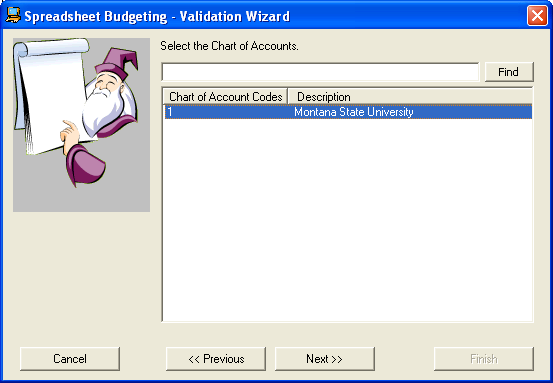 Spreadsheet Budgeting - Validation Wizard
Select the Chart of Accounts.
Find
Chart of Account Codes Description
1 Montana State University
Cancel << Previous Next >> Finish